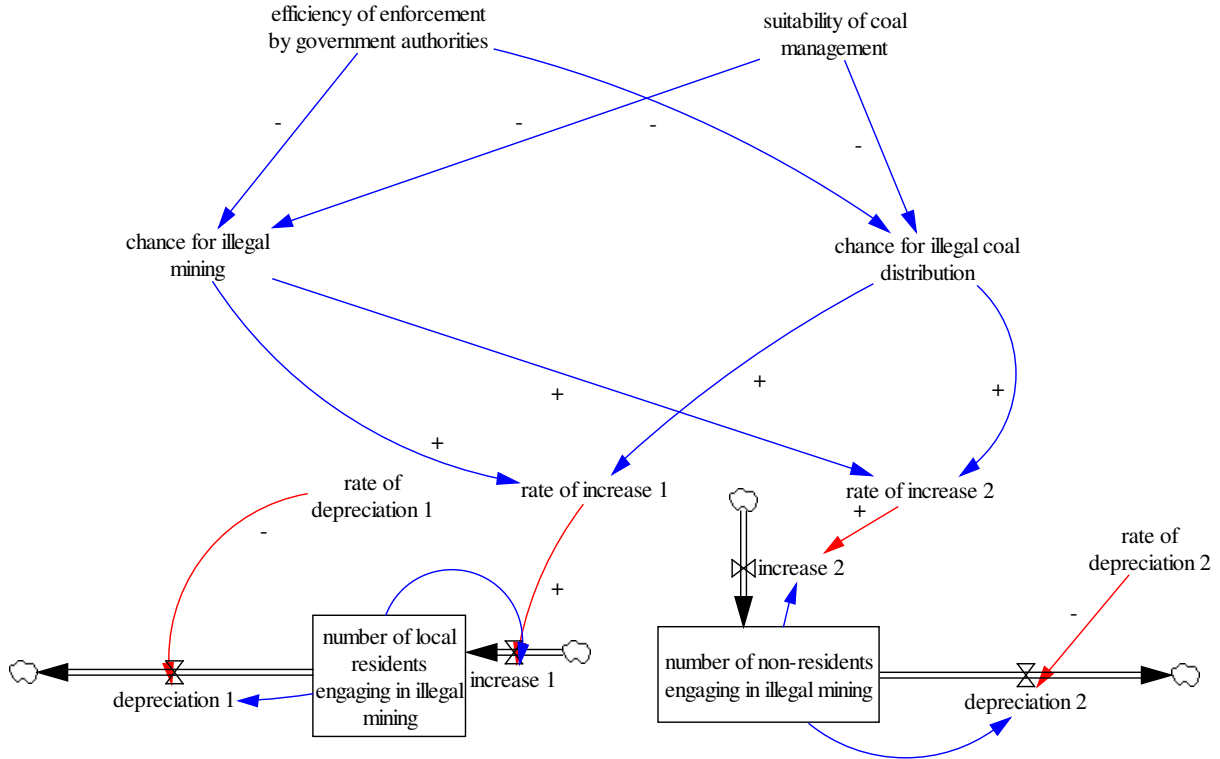 efficiency of enforcement
by government authorities
suitability of coal
management
-
-
-
-
chance for illegal
mining
chance for illegal coal
distribution
+
+
+
+
rate of
depreciation 1
rate of increase 1
rate of increase 2
-
+
+
rate of
depreciation 2
increase 2
-
number of local
residents
engaging in illegal
mining
increase 1
depreciation 1
number of non-residents
engaging in illegal mining
depreciation 2